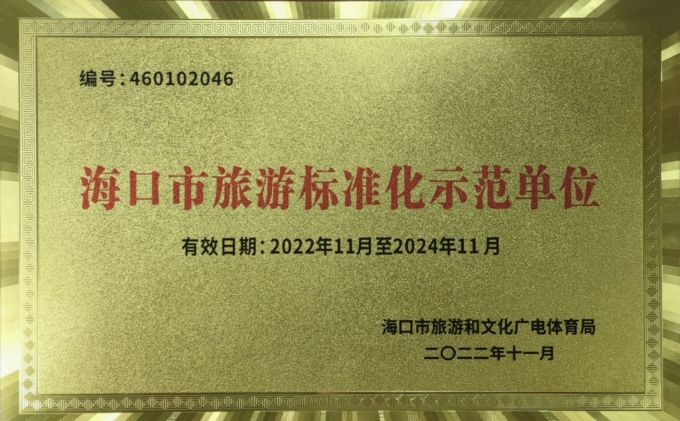 编号:460102046
海口市旅游标准化示范单位
有效日期:2022年11月至2024年11月
海口市旅游和文化广电体育局
二〇二二年十一月